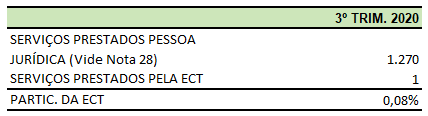 3º TRIM. 2020
SERVIÇOS PRESTADOS PESSOA
JURÍDICA (Vide Nota 28) 1.270
SERVIÇOS PRESTADOS PELA ECT 1
PARTIC. DA ECT 0,08%